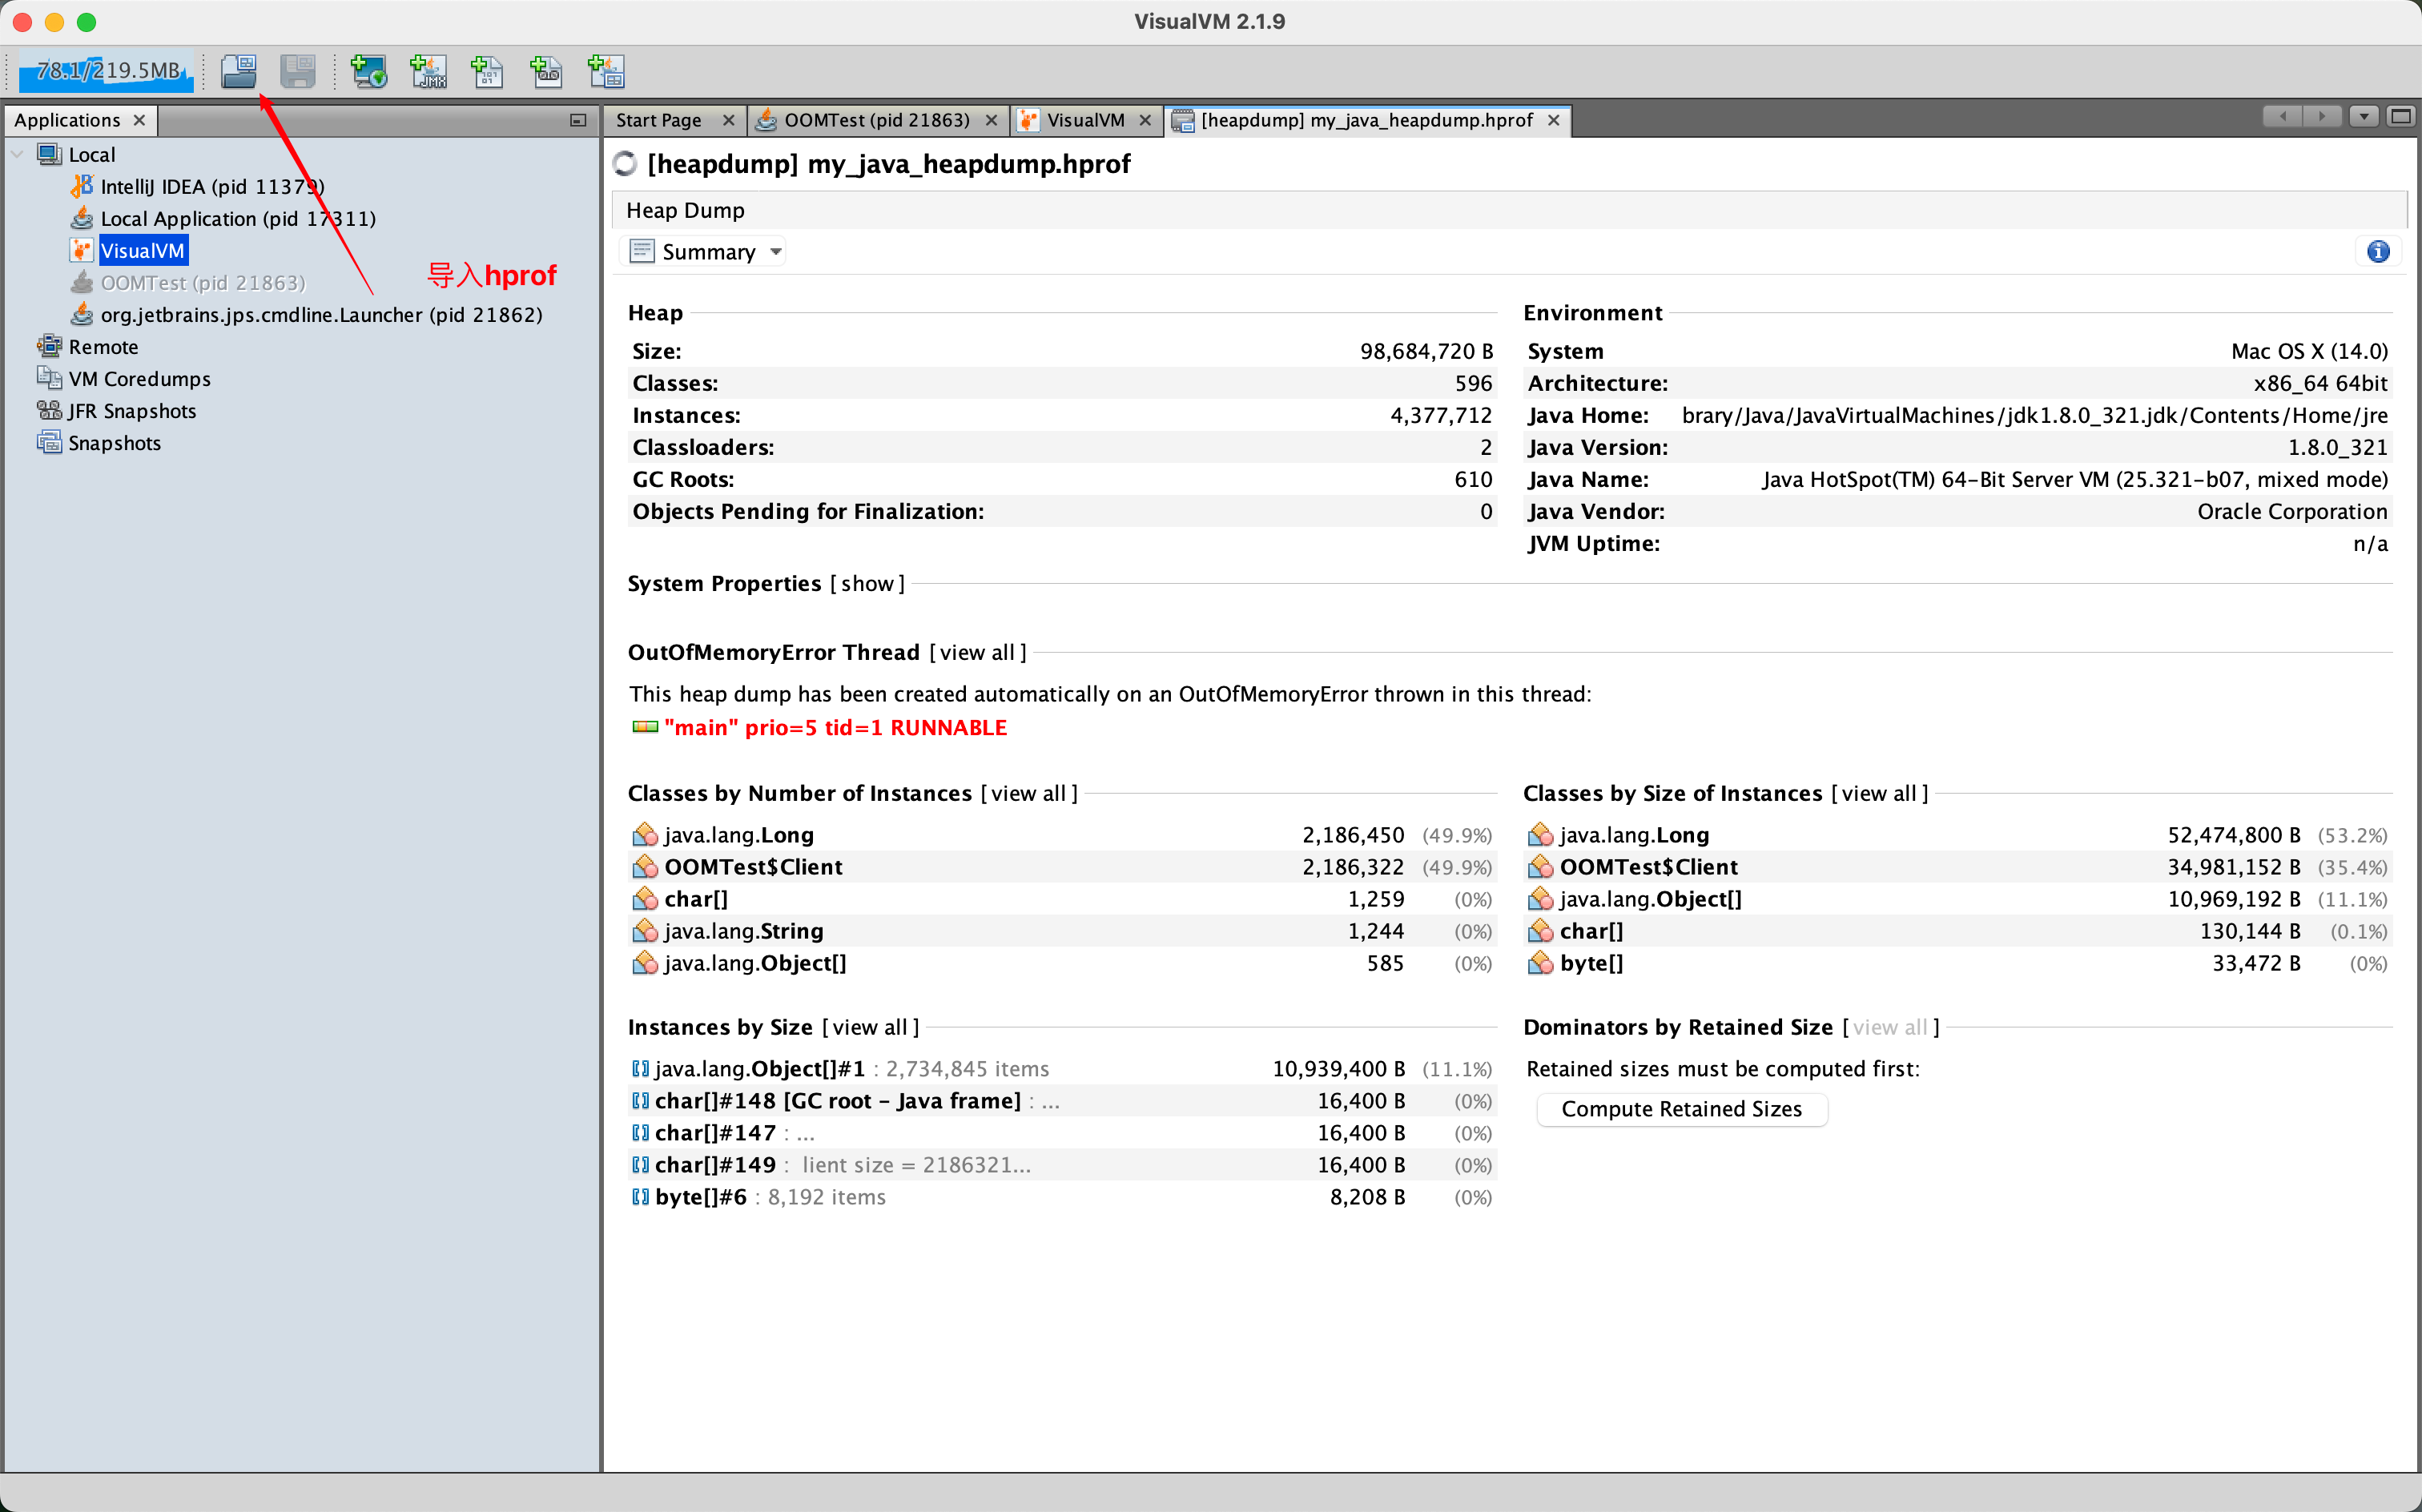 VisualVM 2.1.9
78.1/219.5MB
JMX
Applications
Start Page
OOMTest (pid 21863)
VisualVM
[heapdump] my_java_heapdump.hprof
Local
IntelliJ IDEA (pid 11379)
Local Application (pid 17311)
VisualVM
OOMTest (pid 21863)
导入hprof
org.jetbrains.jps.cmdline.Launcher (pid 21862)
Remote
VM Coredumps
JFR Snapshots
Snapshots
[heapdump] my_java_heapdump.hprof
Heap Dump
Summary
Heap
Size: 98,684,720 B
Classes: 596
Instances: 4,377,712
Classloaders: 2
GC Roots: 610
Objects Pending for Finalization: 0
Environment
System Mac OS X (14.0)
Architecture: x86_64 64bit
Java Home: brary/Java/JavaVirtualMachines/jdk1.8.0_321.jdk/Contents/Home/jre
Java Version: 1.8.0_321
Java Name: Java HotSpot(TM) 64-Bit Server VM (25.321-b07, mixed mode)
Java Vendor: Oracle Corporation
JVM Uptime: n/a
System Properties [show]
OutOfMemoryError Thread [view all]
This heap dump has been created automatically on an OutOfMemoryError thrown in this thread:
"main" prio=5 tid=1 RUNNABLE
Classes by Number of Instances [view all]
java.lang.Long 2,186,450 (49.9%)
OOMTest$Client 2,186,322 (49.9%)
char[] 1,259 (0%)
java.lang.String 1,244 (0%)
java.lang.Object[] 585 (0%)
Classes by Size of Instances [view all]
java.lang.Long 52,474,800 B (53.2%)
OOMTest$Client 34,981,152 B (35.4%)
java.lang.Object[] 10,969,192 B (11.1%)
char[] 130,144 B (0.1%)
byte[] 33,472 B (0%)
Instances by Size [view all]
java.lang.Object[]#1 : 2,734,845 items 10,939,400 B (11.1%)
char[]#148 [GC root - Java frame] : ... 16,400 B (0%)
char[]#147 : ... 16,400 B (0%)
char[]#149 : lient size = 2186321... 16,400 B (0%)
byte[]#6 : 8,192 items 8,208 B (0%)
Dominators by Retained Size [view all]
Retained sizes must be computed first:
Compute Retained Sizes